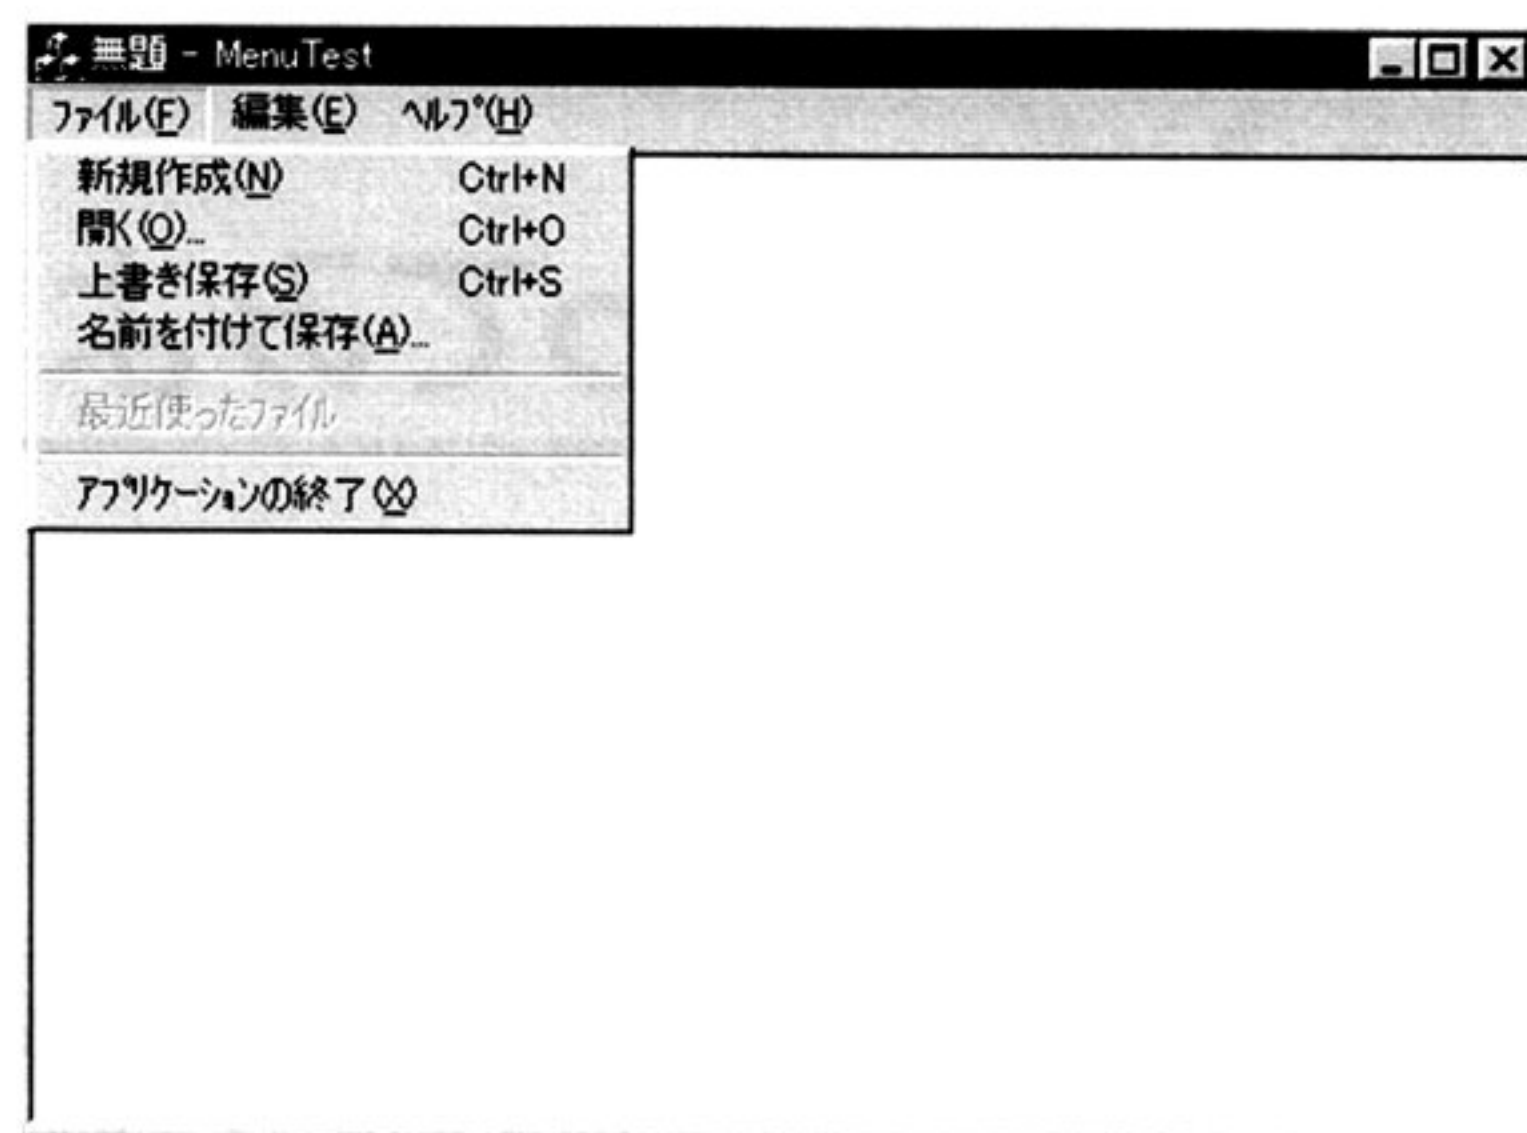 無題 - MenuTest
ファイル(F) 編集(E) ヘルプ(H)
新規作成(N) Ctrl+N
開く(O)... Ctrl+O
上書き保存(S) Ctrl+S
名前を付けて保存(A)...
最近使ったファイル
アプリケーションの終了(X)